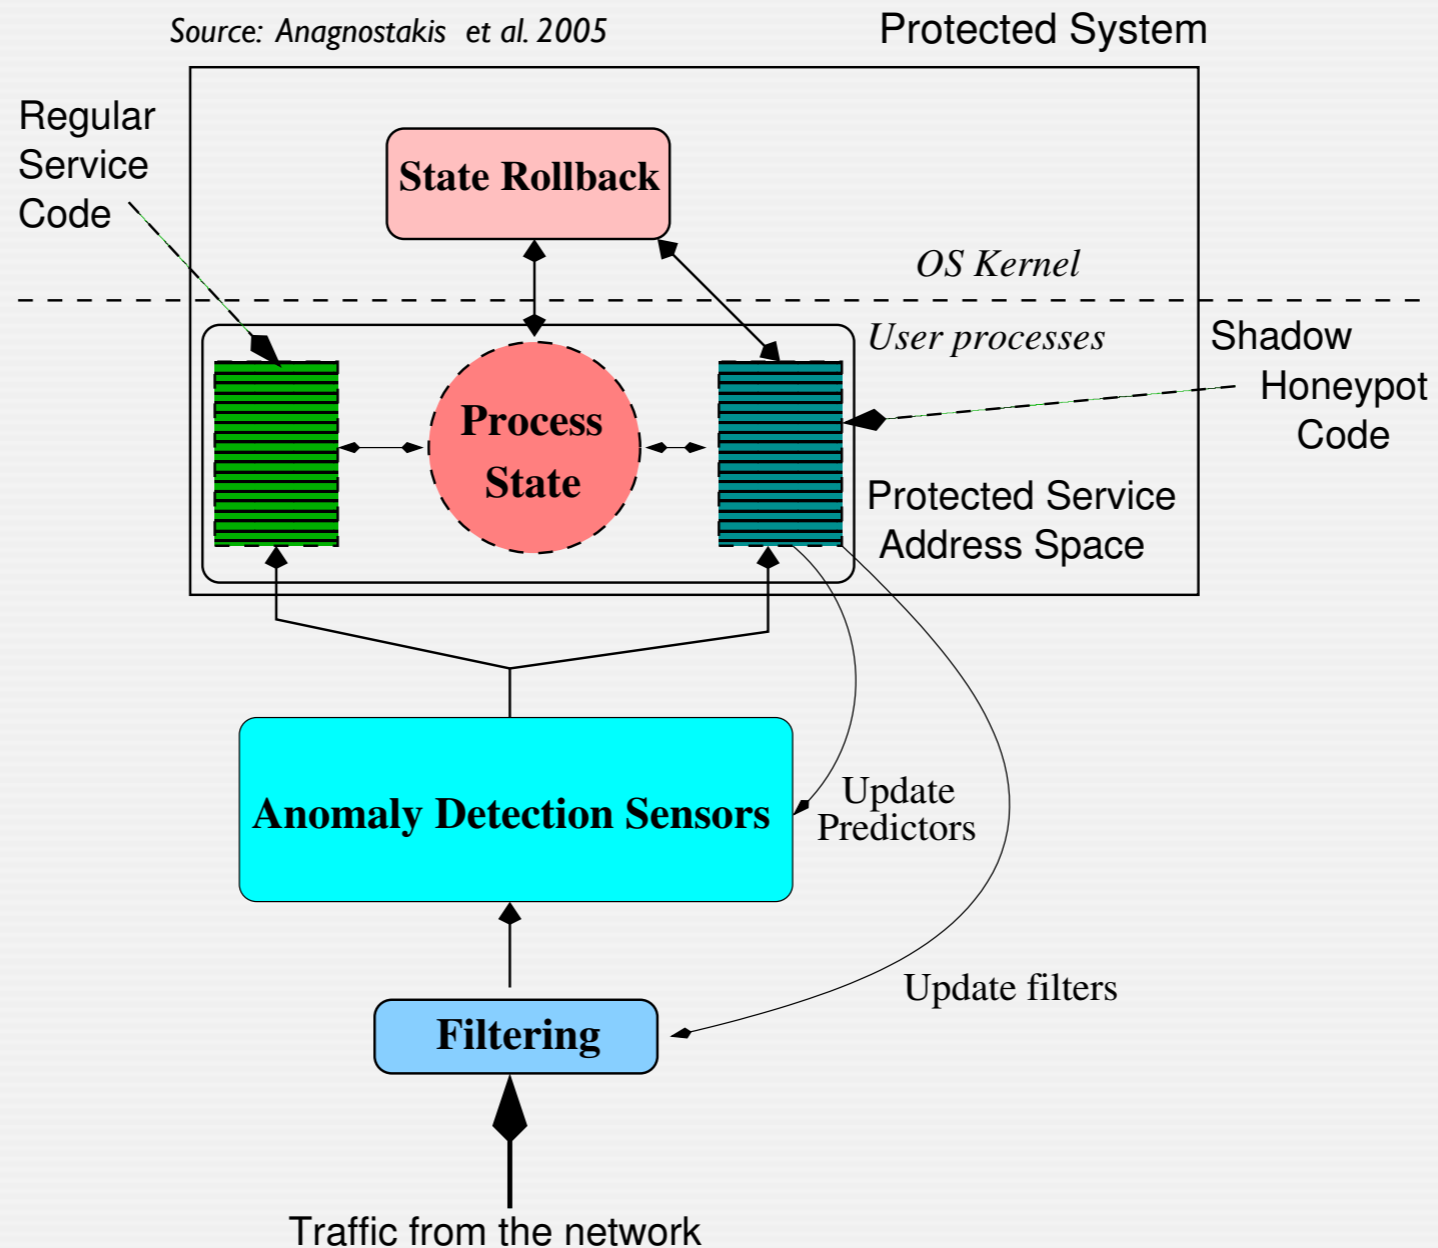 Source: Anagnostakis et al. 2005
Protected System
Regular
Service
Code
State Rollback
OS Kernel
User processes
Shadow
Honeypot
Code
Process
State
Protected Service
Address Space
Anomaly Detection Sensors
Update
Predictors
Update filters
Filtering
Traffic from the network